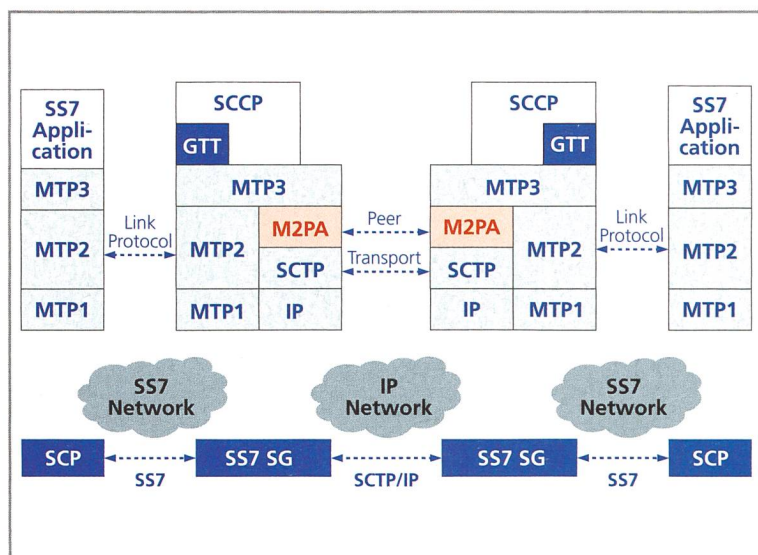 SS7
Appli-
cation
MTP3
MTP2
MTP1
Link
Protocol
SCCP
GTT
MTP3
MTP2
M2PA
SCTP
MTP1
IP
Peer
Transport
SCCP
GTT
MTP3
M2PA
MTP2
SCTP
IP
MTP1
Link
Protocol
SS7
Appli-
cation
MTP3
MTP2
MTP1
SS7
Network
IP
Network
SS7
Network
SCP
SS7
SS7 SG
SCTP/IP
SS7 SG
SS7
SCP